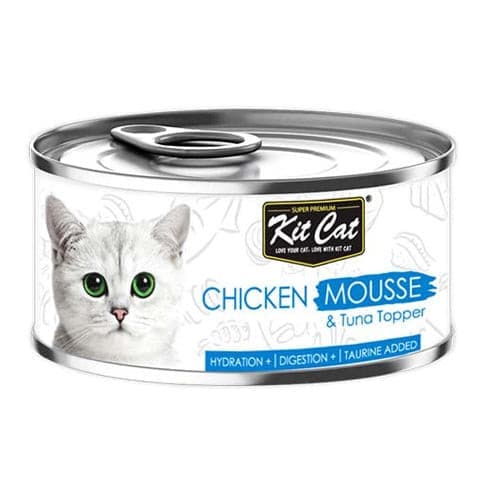 SUPER PREMIUM
Kit Cat®
LOVE YOUR CAT. LOVE WITH KIT CAT
CHICKEN MOUSSE
& Tuna Topper
HYDRATION + | DIGESTION + | TAURINE ADDED